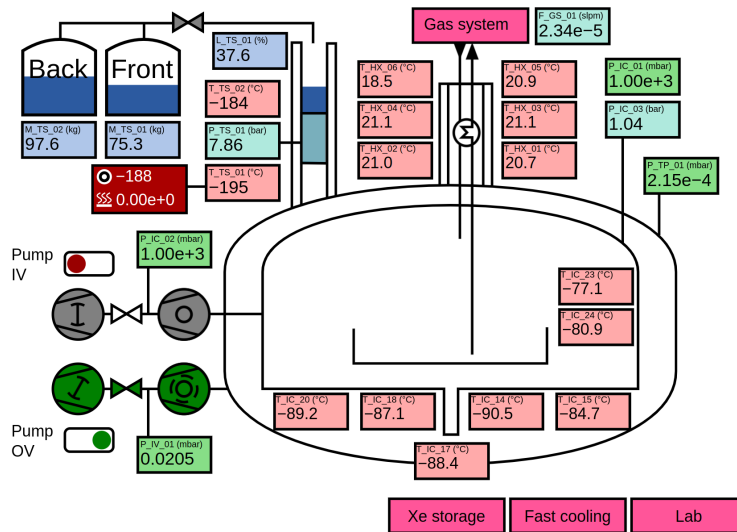 Gas system
F_GS_01 (slpm)
2.34e−5
L_TS_01 (%)
37.6
Back
Front
T_TS_02 (°C)
−184
M_TS_02 (kg)
97.6
M_TS_01 (kg)
75.3
P_TS_01 (bar)
7.86
−188
0.00e+0
T_TS_01 (°C)
−195
T_HX_06 (°C)
18.5
T_HX_05 (°C)
20.9
T_HX_04 (°C)
21.1
T_HX_03 (°C)
21.1
T_HX_02 (°C)
21.0
T_HX_01 (°C)
20.7
P_IC_01 (mbar)
1.00e+3
P_IC_03 (bar)
1.04
P_TP_01 (mbar)
2.15e−4
P_IC_02 (mbar)
1.00e+3
Pump
IV
T_IC_23 (°C)
−77.1
T_IC_24 (°C)
−80.9
T_IC_20 (°C)
−89.2
T_IC_18 (°C)
−87.1
T_IC_14 (°C)
−90.5
T_IC_15 (°C)
−84.7
Pump
OV
P_IV_01 (mbar)
0.0205
T_IC_17 (°C)
−88.4
Xe storage
Fast cooling
Lab